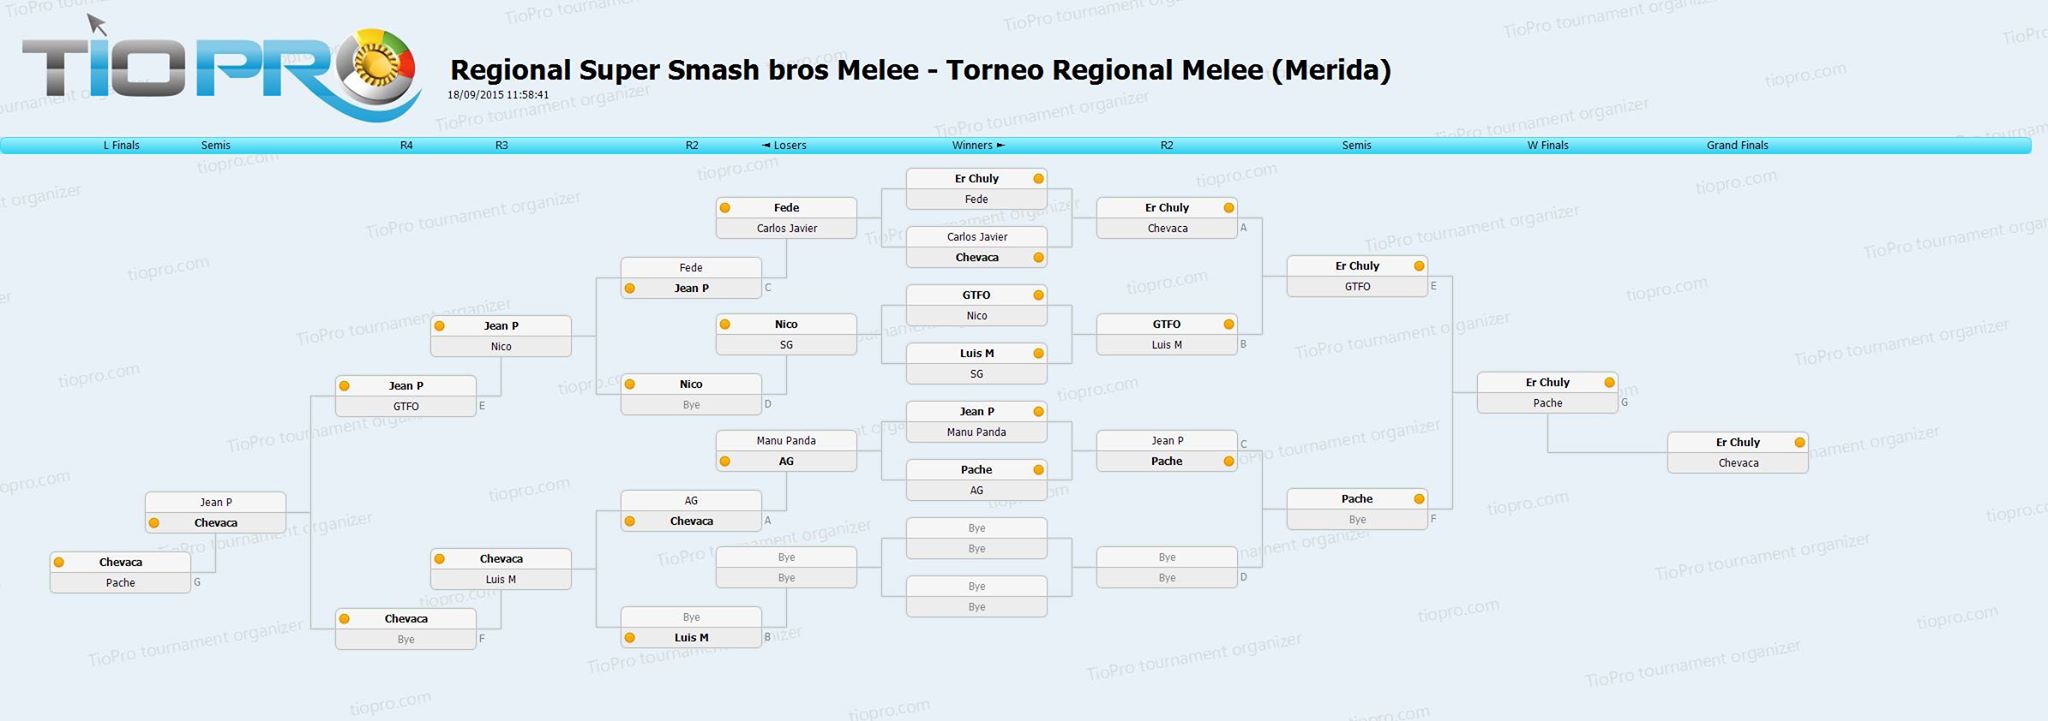 TIOPRO
Regional Super Smash bros Melee - Torneo Regional Melee (Merida)
18/09/2015 11:58:41
L Finals Semis R4 R3 R2 ◄ Losers Winners ► R2 Semis W Finals Grand Finals
Chevaca
Pache
G
Jean P
Chevaca
Jean P
GTFO
E
Chevaca
Bye
F
Jean P
Nico
Chevaca
Luis M
Fede
Jean P
C
Nico
Bye
D
AG
Chevaca
A
Bye
Luis M
B
Fede
Carlos Javier
Nico
SG
Manu Panda
AG
Bye
Bye
Er Chuly
Fede
Carlos Javier
Chevaca
GTFO
Nico
Luis M
SG
Jean P
Manu Panda
Pache
AG
Bye
Bye
Bye
Bye
Er Chuly
Chevaca
A
GTFO
Luis M
B
Jean P
Pache
C
Bye
Bye
D
Er Chuly
GTFO
E
Pache
Bye
F
Er Chuly
Pache
G
Er Chuly
Chevaca
TioPro tournament organizer
tiopro.com